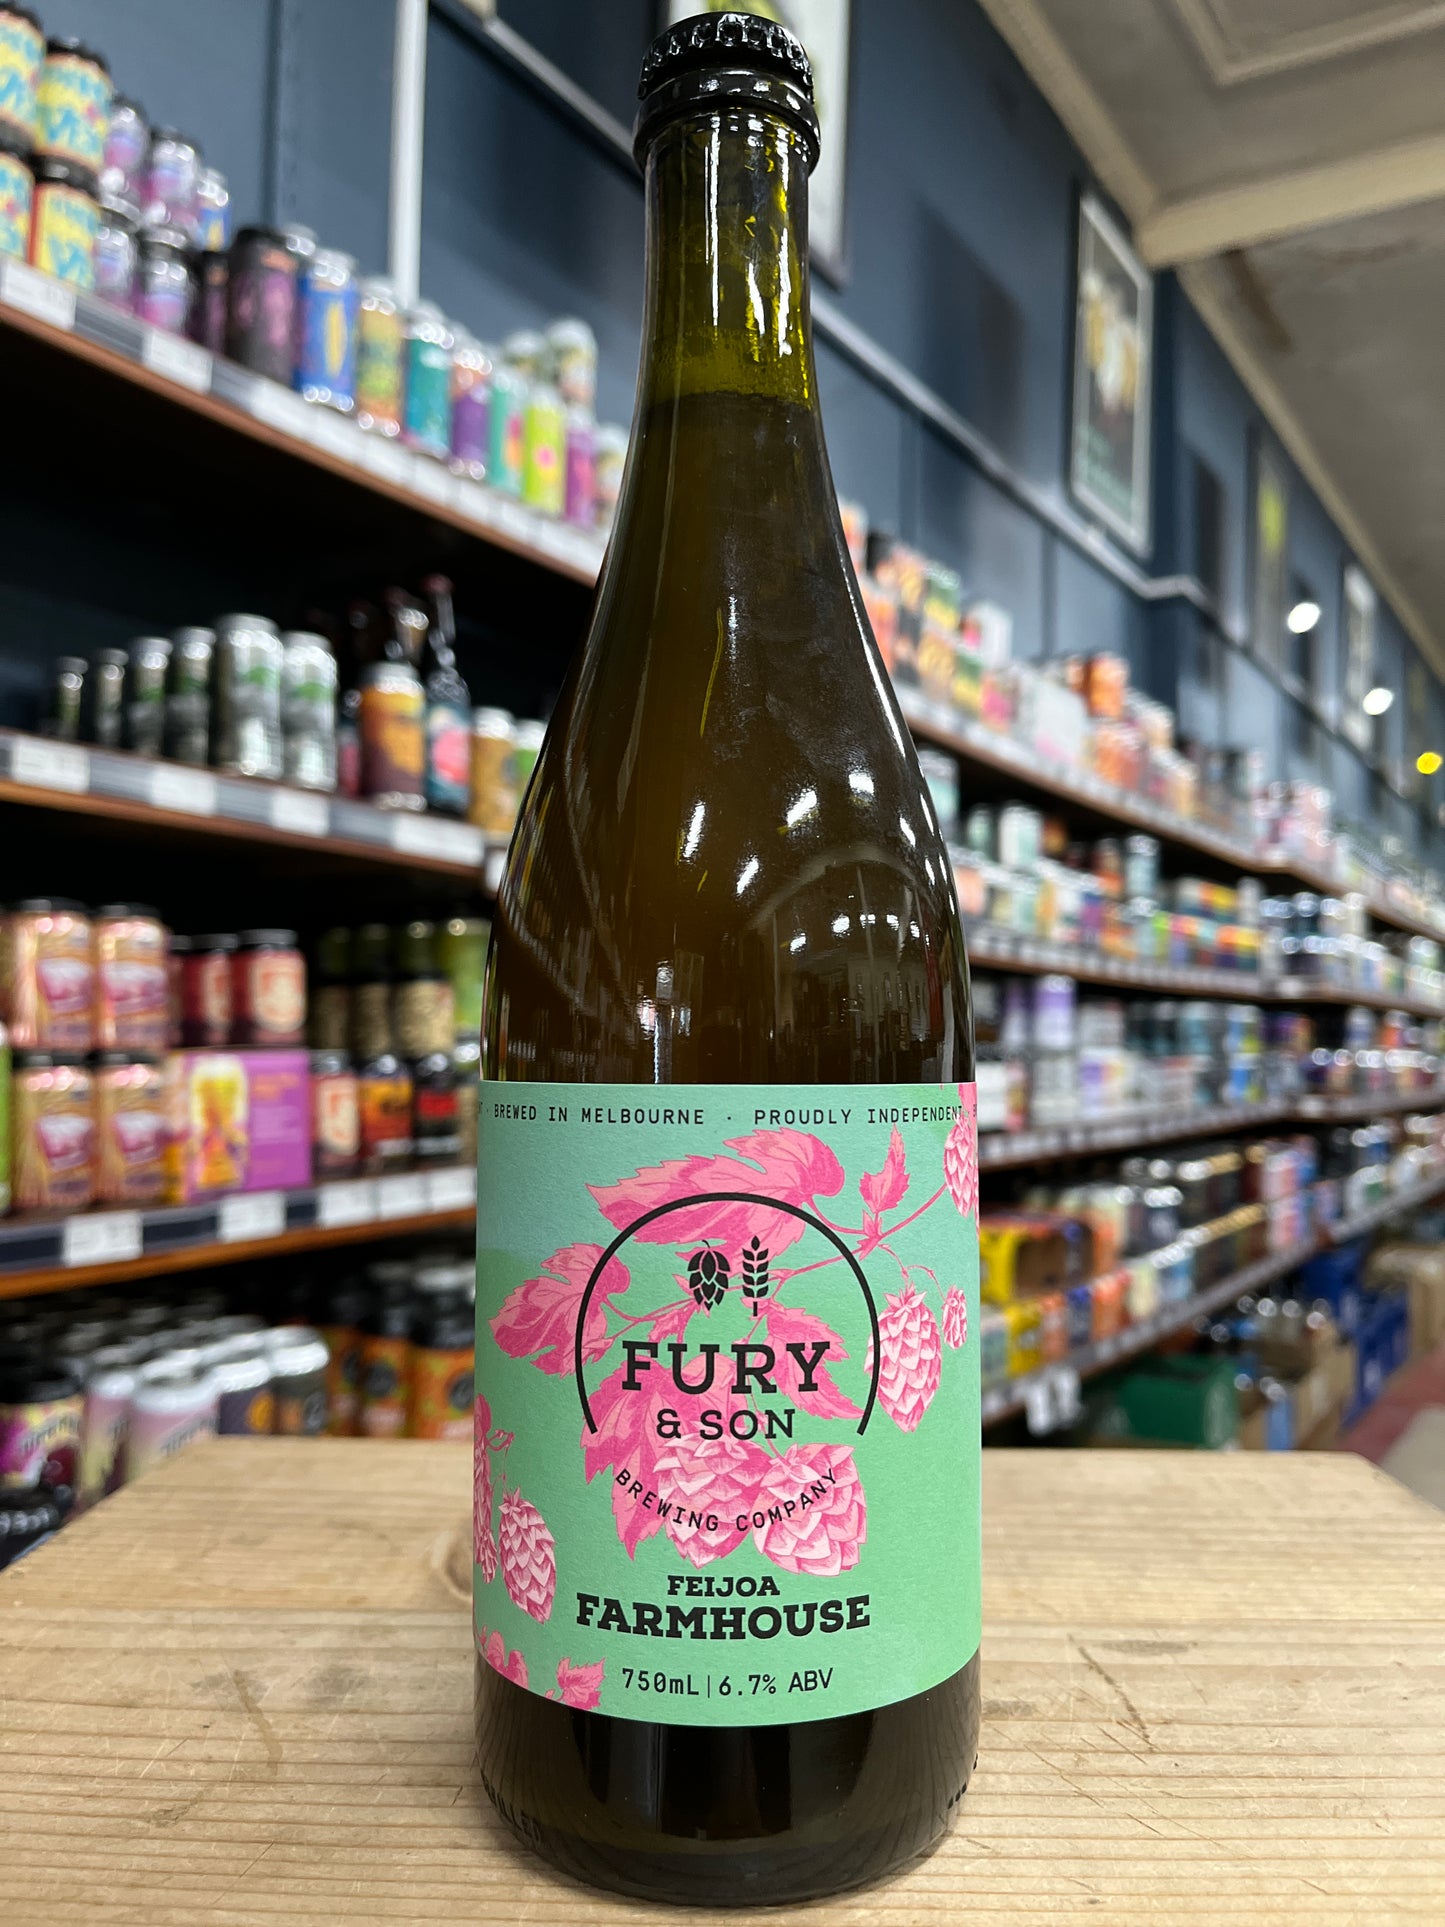 · BREWED IN MELBOURNE · PROUDLY INDEPENDENT ·
FURY
& SON
BREWING COMPANY
FEIJOA
FARMHOUSE
750mL | 6.7% ABV